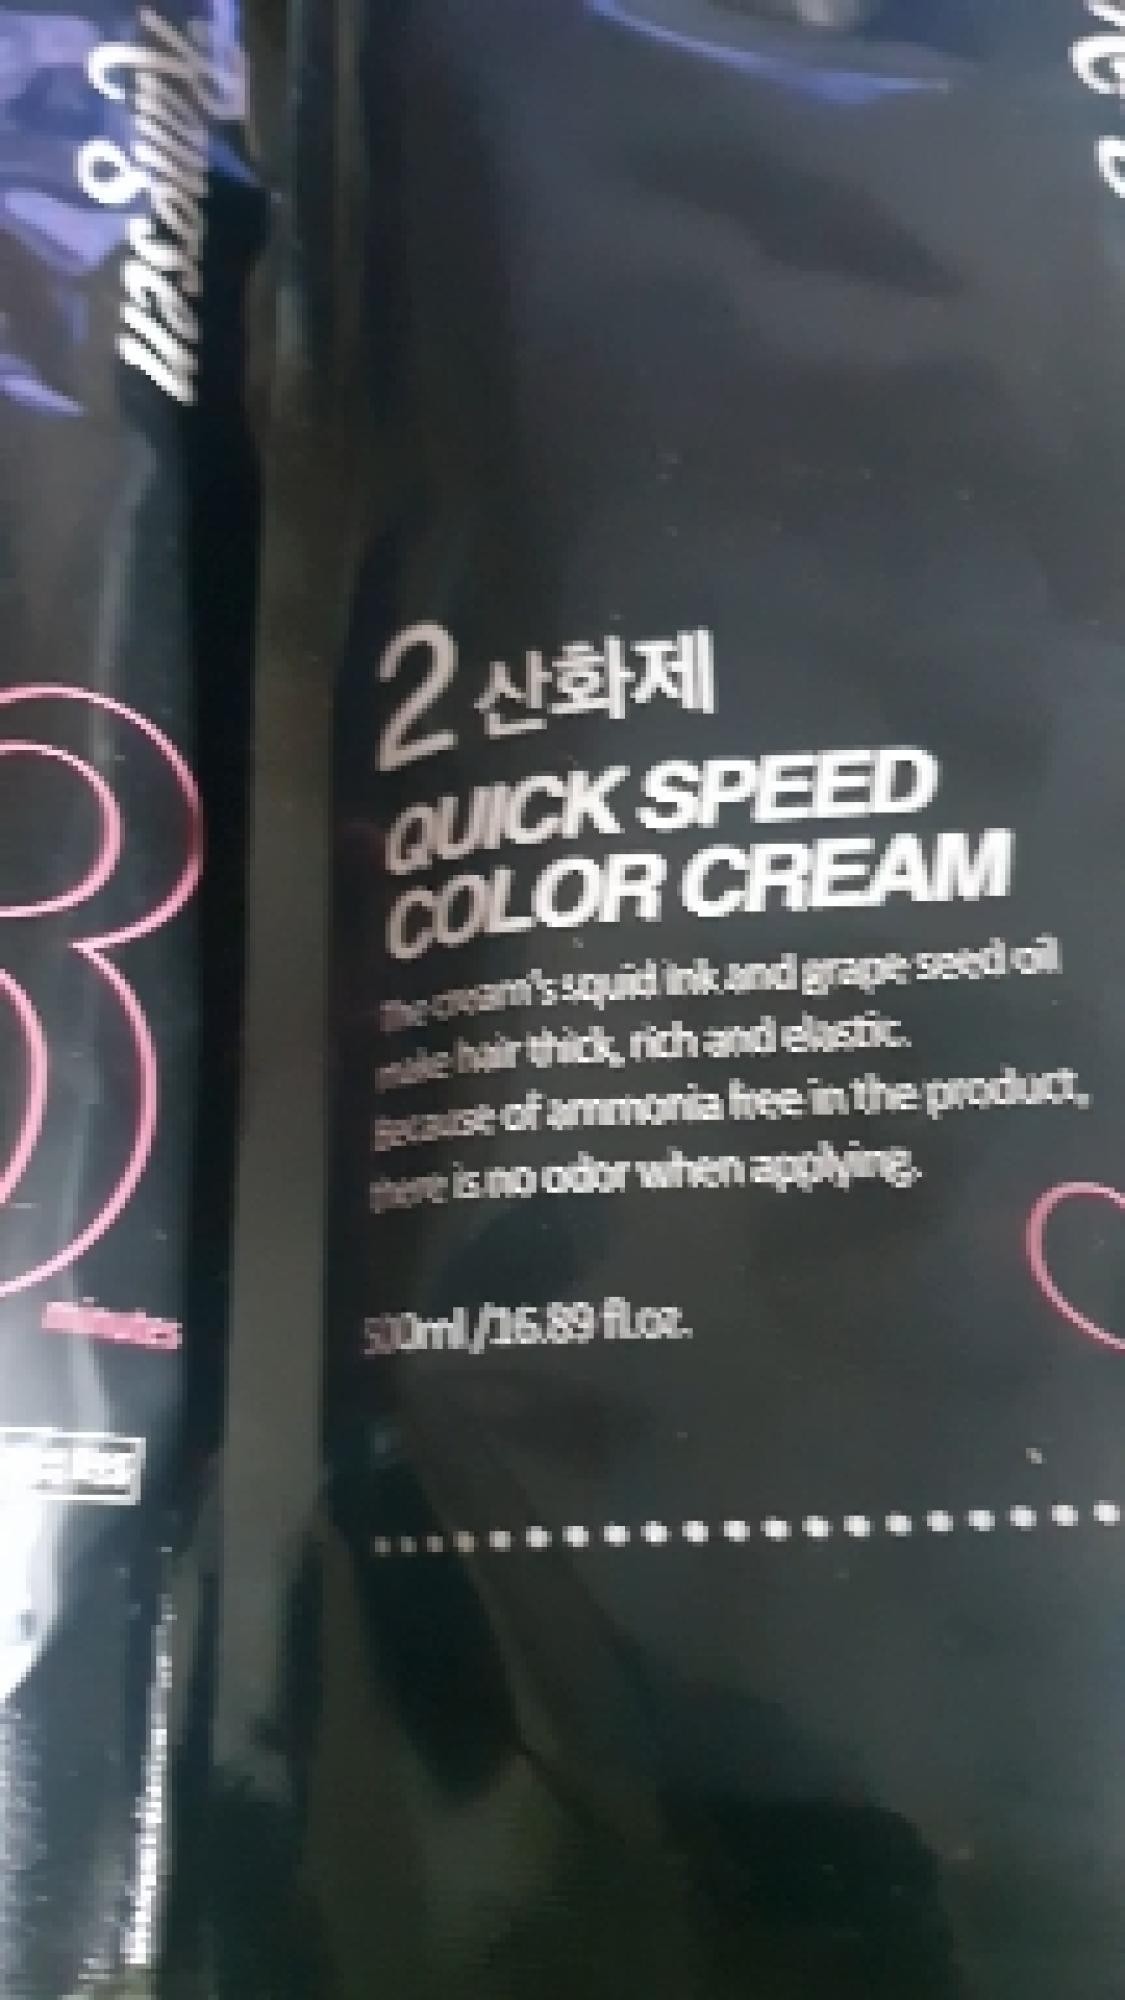 2 산화제
QUICK SPEED
COLOR CREAM
The cream's squid ink and grape seed oil
make hair thick, rich and elastic.
Because of ammonia free in the product,
there is no odor when applying.
500ml/16.89 fl.oz.
8
minutes